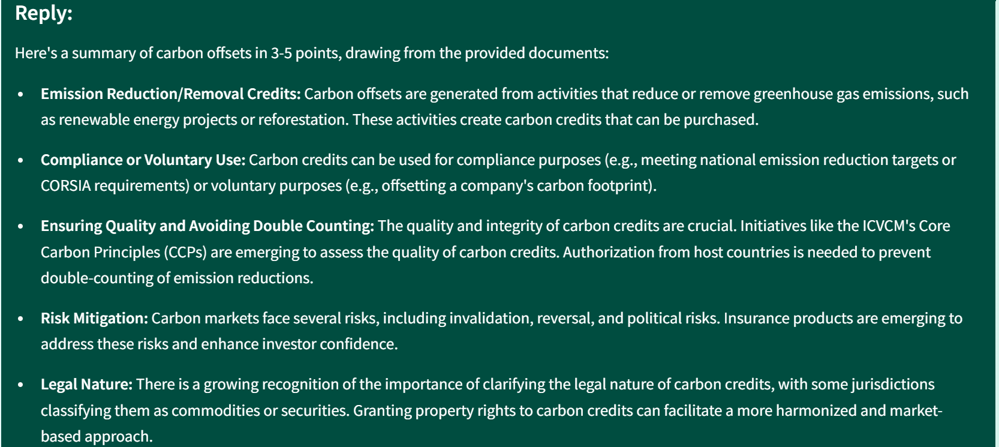 Reply:
Here's a summary of carbon offsets in 3-5 points, drawing from the provided documents:
• Emission Reduction/Removal Credits: Carbon offsets are generated from activities that reduce or remove greenhouse gas emissions, such
as renewable energy projects or reforestation. These activities create carbon credits that can be purchased.
• Compliance or Voluntary Use: Carbon credits can be used for compliance purposes (e.g., meeting national emission reduction targets or
CORSIA requirements) or voluntary purposes (e.g., offsetting a company's carbon footprint).
• Ensuring Quality and Avoiding Double Counting: The quality and integrity of carbon credits are crucial. Initiatives like the ICVCM's Core
Carbon Principles (CCPs) are emerging to assess the quality of carbon credits. Authorization from host countries is needed to prevent
double-counting of emission reductions.
• Risk Mitigation: Carbon markets face several risks, including invalidation, reversal, and political risks. Insurance products are emerging to
address these risks and enhance investor confidence.
• Legal Nature: There is a growing recognition of the importance of clarifying the legal nature of carbon credits, with some jurisdictions
classifying them as commodities or securities. Granting property rights to carbon credits can facilitate a more harmonized and market-
based approach.